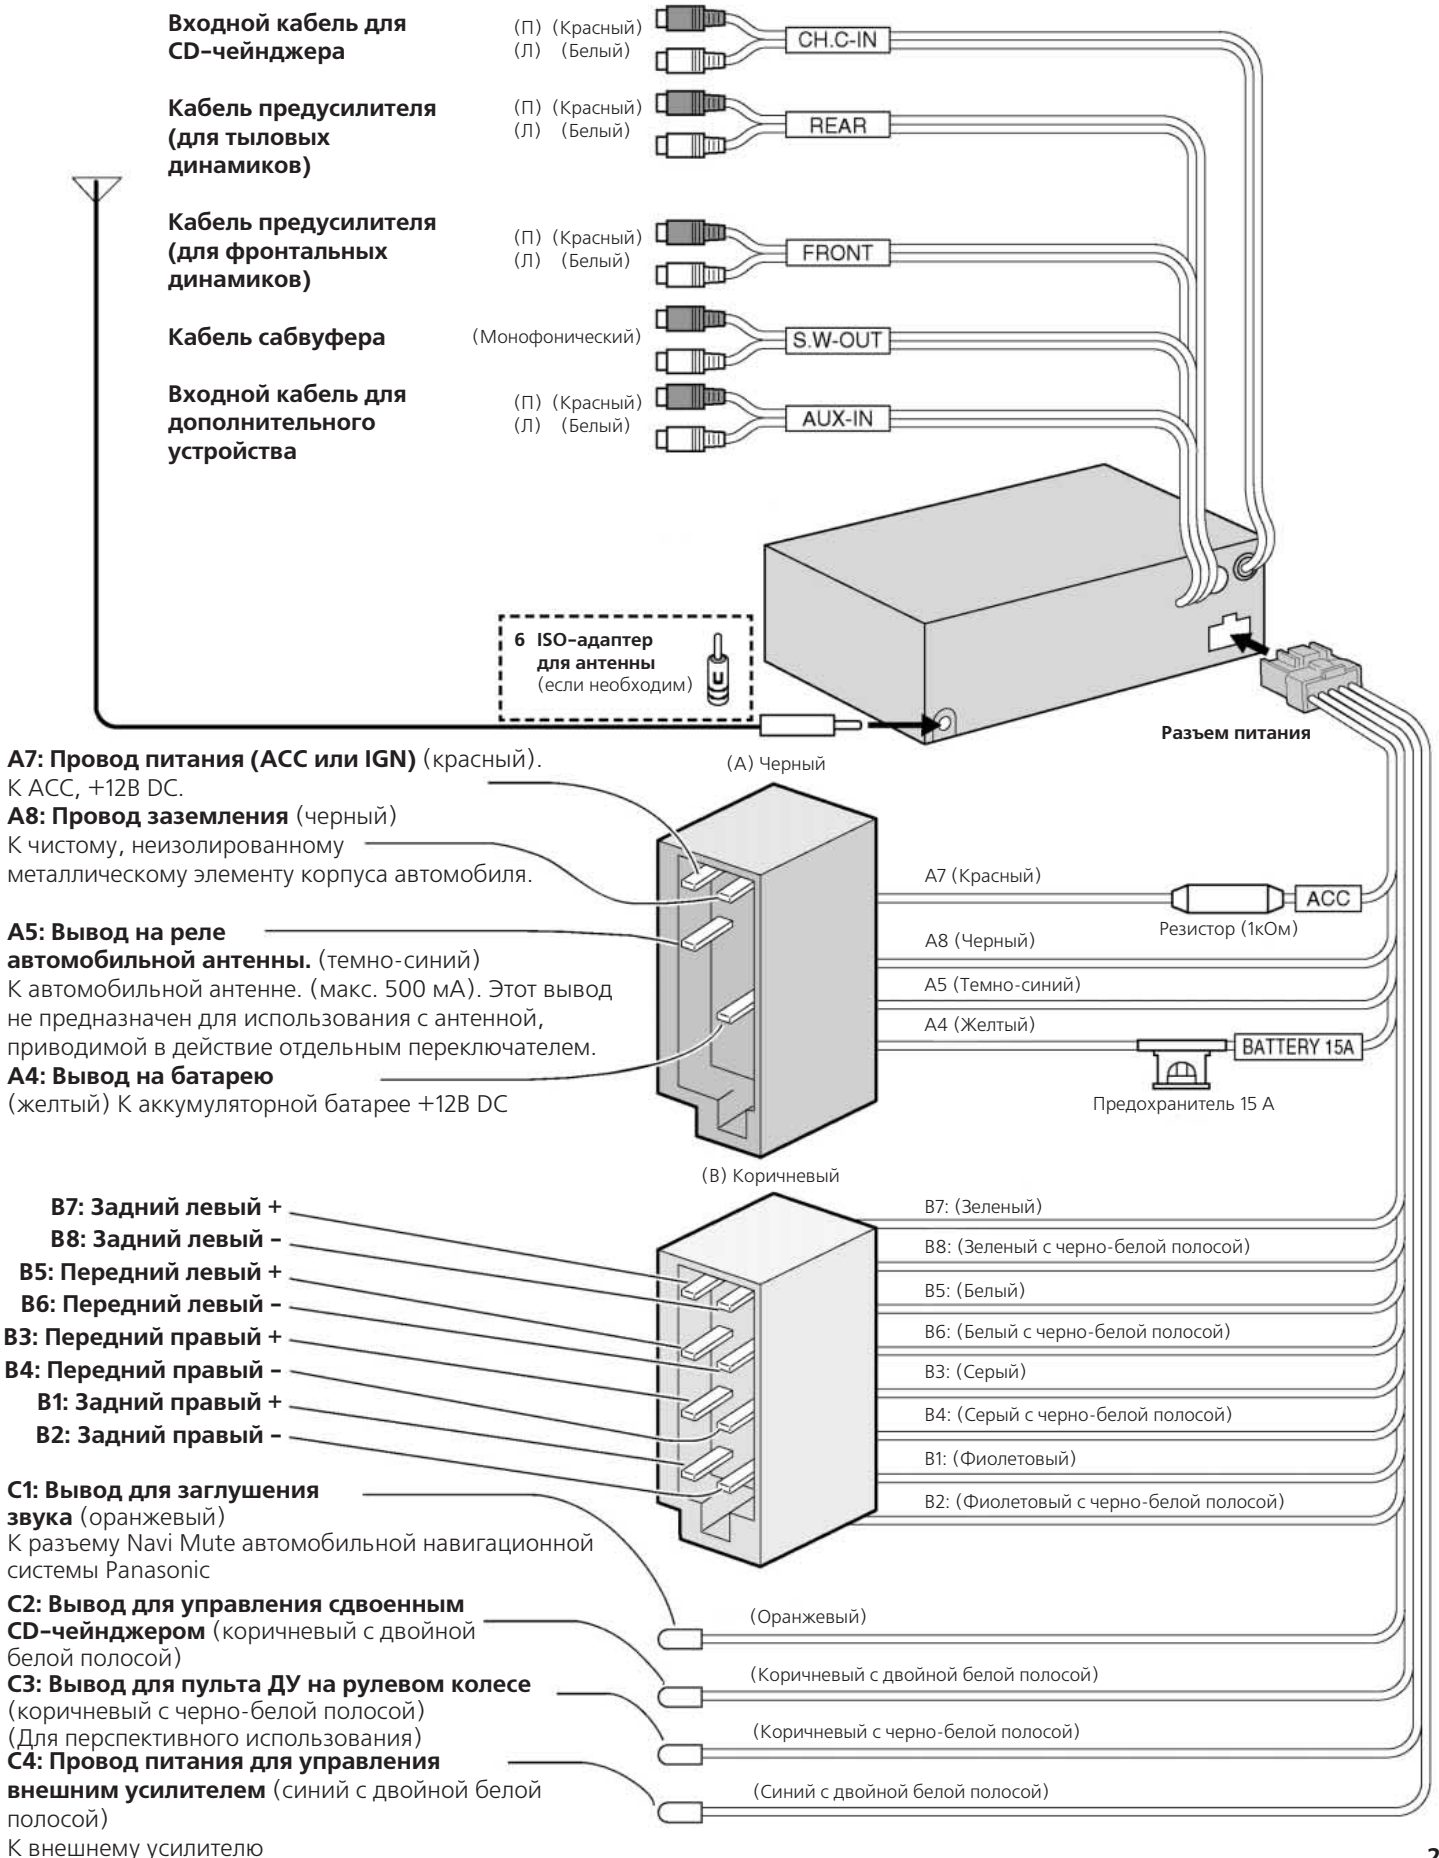 Входной кабель для
CD-чейнджера
(П) (Красный)
(Л) (Белый)
CH.C-IN
Кабель предусилителя
(для тыловых
динамиков)
(П) (Красный)
(Л) (Белый)
REAR
Кабель предусилителя
(для фронтальных
динамиков)
(П) (Красный)
(Л) (Белый)
FRONT
Кабель сабвуфера
(Монофонический)
S.W-OUT
Входной кабель для
дополнительного
устройства
(П) (Красный)
(Л) (Белый)
AUX-IN
6 ISO-адаптер
для антенны
(если необходим)
Разъем питания
A7: Провод питания (ACC или IGN) (красный).
К ACC, +12В DC.
A8: Провод заземления (черный)
К чистому, неизолированному
металлическому элементу корпуса автомобиля.
A5: Вывод на реле
автомобильной антенны. (темно-синий)
К автомобильной антенне. (макс. 500 мА). Этот вывод
не предназначен для использования с антенной,
приводимой в действие отдельным переключателем.
A4: Вывод на батарею
(желтый) К аккумуляторной батарее +12В DC
(A) Черный
A7 (Красный)
ACC
Резистор (1кОм)
A8 (Черный)
A5 (Темно-синий)
A4 (Желтый)
BATTERY 15A
Предохранитель 15 А
(B) Коричневый
B7: Задний левый +
B8: Задний левый -
B5: Передний левый +
B6: Передний левый -
B3: Передний правый +
B4: Передний правый -
B1: Задний правый +
B2: Задний правый -
B7: (Зеленый)
B8: (Зеленый с черно-белой полосой)
B5: (Белый)
B6: (Белый с черно-белой полосой)
B3: (Серый)
B4: (Серый с черно-белой полосой)
B1: (Фиолетовый)
B2: (Фиолетовый с черно-белой полосой)
C1: Вывод для заглушения
звука (оранжевый)
К разъему Navi Mute автомобильной навигационной
системы Panasonic
C2: Вывод для управления сдвоенным
CD-чейнджером (коричневый с двойной
белой полосой)
C3: Вывод для пульта ДУ на рулевом колесе
(коричневый с черно-белой полосой)
(Для перспективного использования)
C4: Провод питания для управления
внешним усилителем (синий с двойной белой
полосой)
К внешнему усилителю
(Оранжевый)
(Коричневый с двойной белой полосой)
(Коричневый с черно-белой полосой)
(Синий с двойной белой полосой)